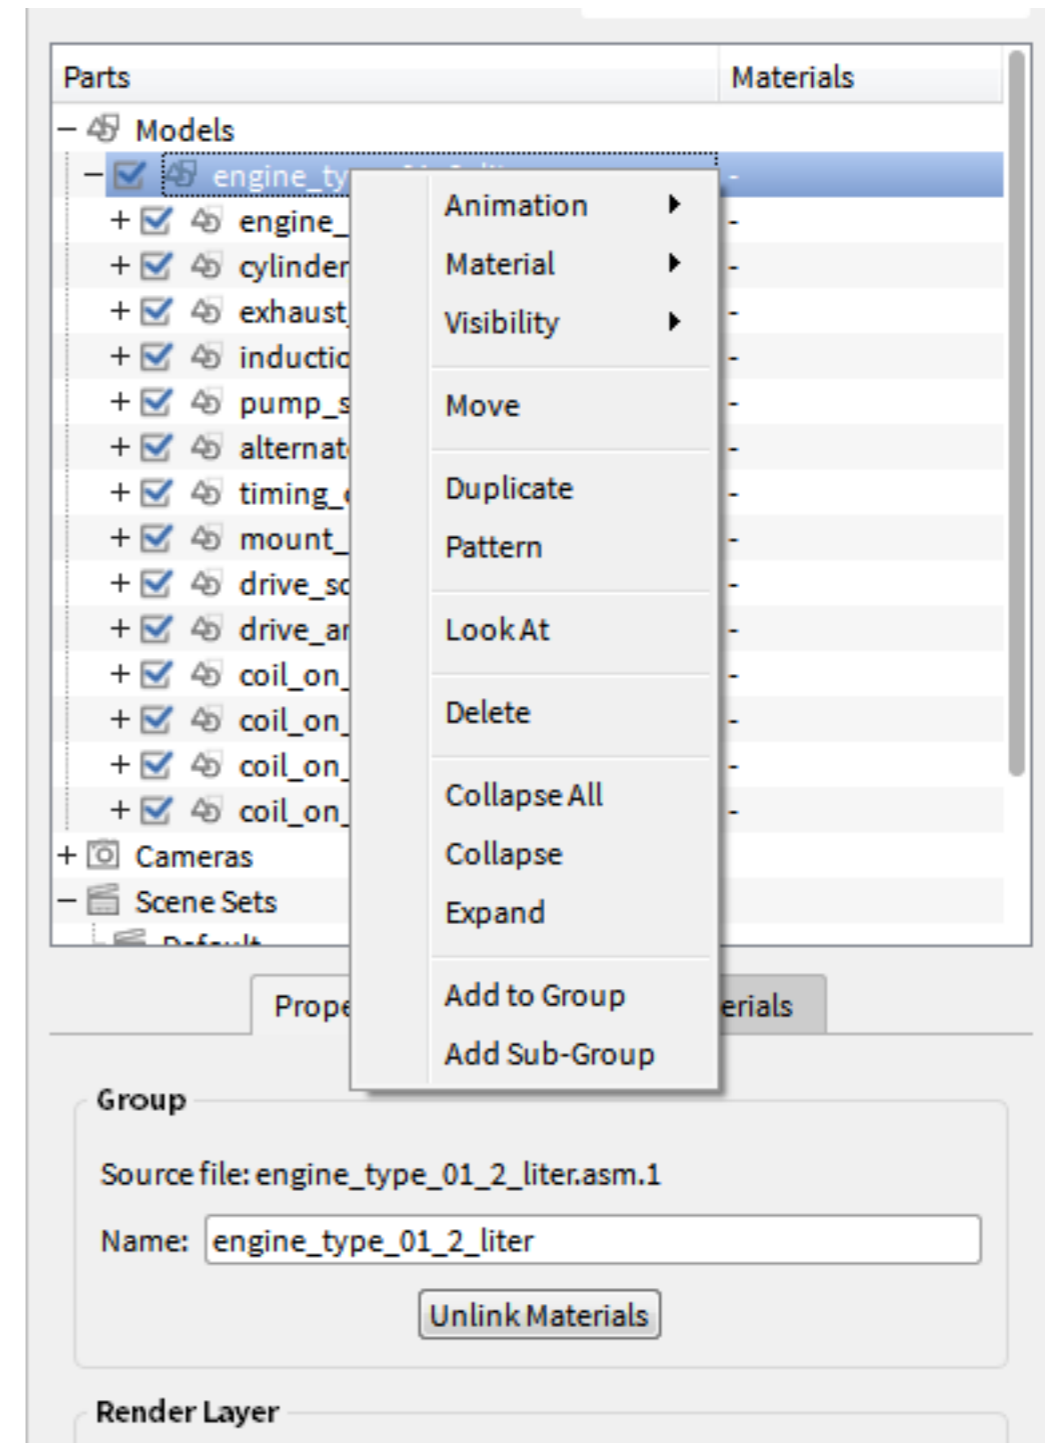 Parts Materials
Models
engine_ty -
Animation
engine_ -
Material
cylinder -
exhaust_ -
Visibility
inductio -
pump_s Move -
alternat -
timing_ Duplicate -
mount_ Pattern -
drive_sc -
drive_ar Look At -
coil_on_ -
coil_on_ Delete -
coil_on_ -
coil_on_ Collapse All -
Cameras Collapse
Scene Sets Expand
Default
Prope Add to Group erials
Add Sub-Group
Group
Source file: engine_type_01_2_liter.asm.1
Name: engine_type_01_2_liter
Unlink Materials
Render Layer